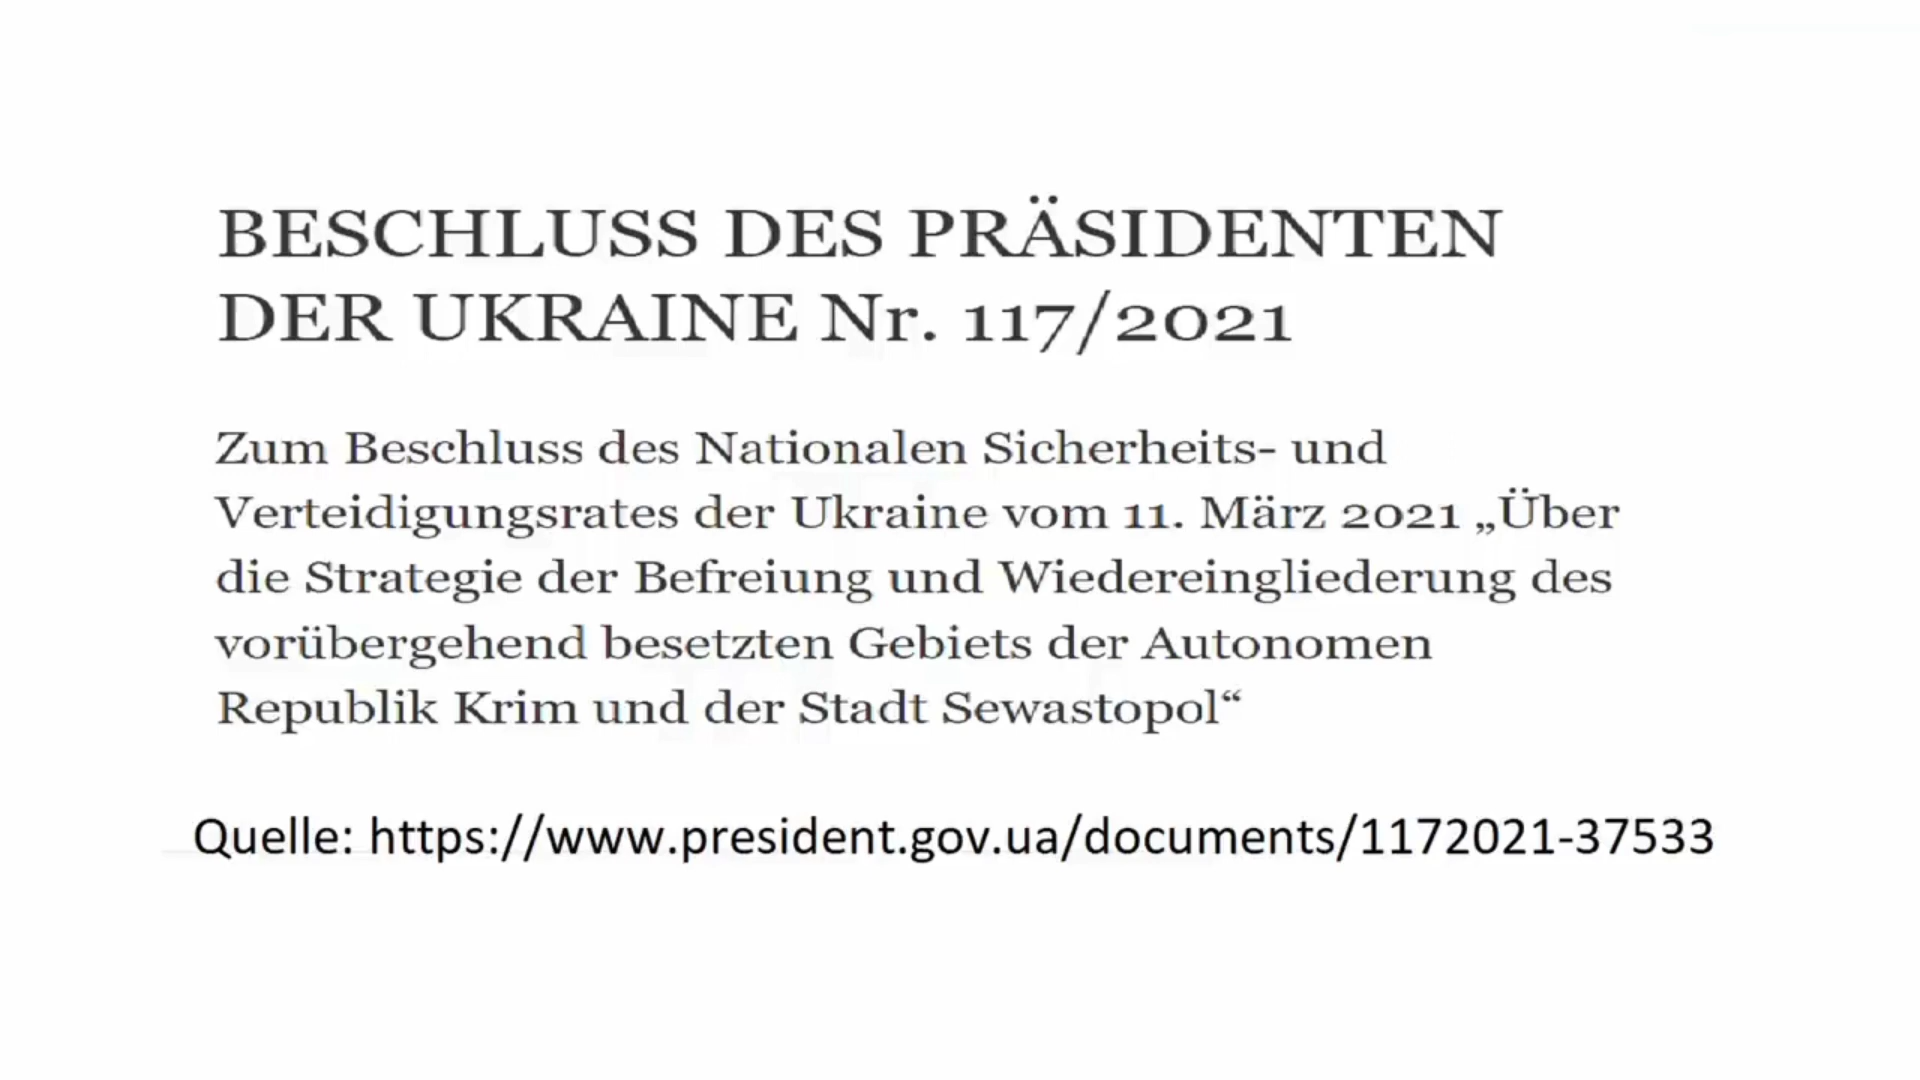 BESCHLUSS DES PRÄSIDENTEN
DER UKRAINE Nr. 117/2021
Zum Beschluss des Nationalen Sicherheits- und
Verteidigungsrates der Ukraine vom 11. März 2021 „Über
die Strategie der Befreiung und Wiedereingliederung des
vorübergehend besetzten Gebiets der Autonomen
Republik Krim und der Stadt Sewastopol“
Quelle: https://www.president.gov.ua/documents/1172021-37533